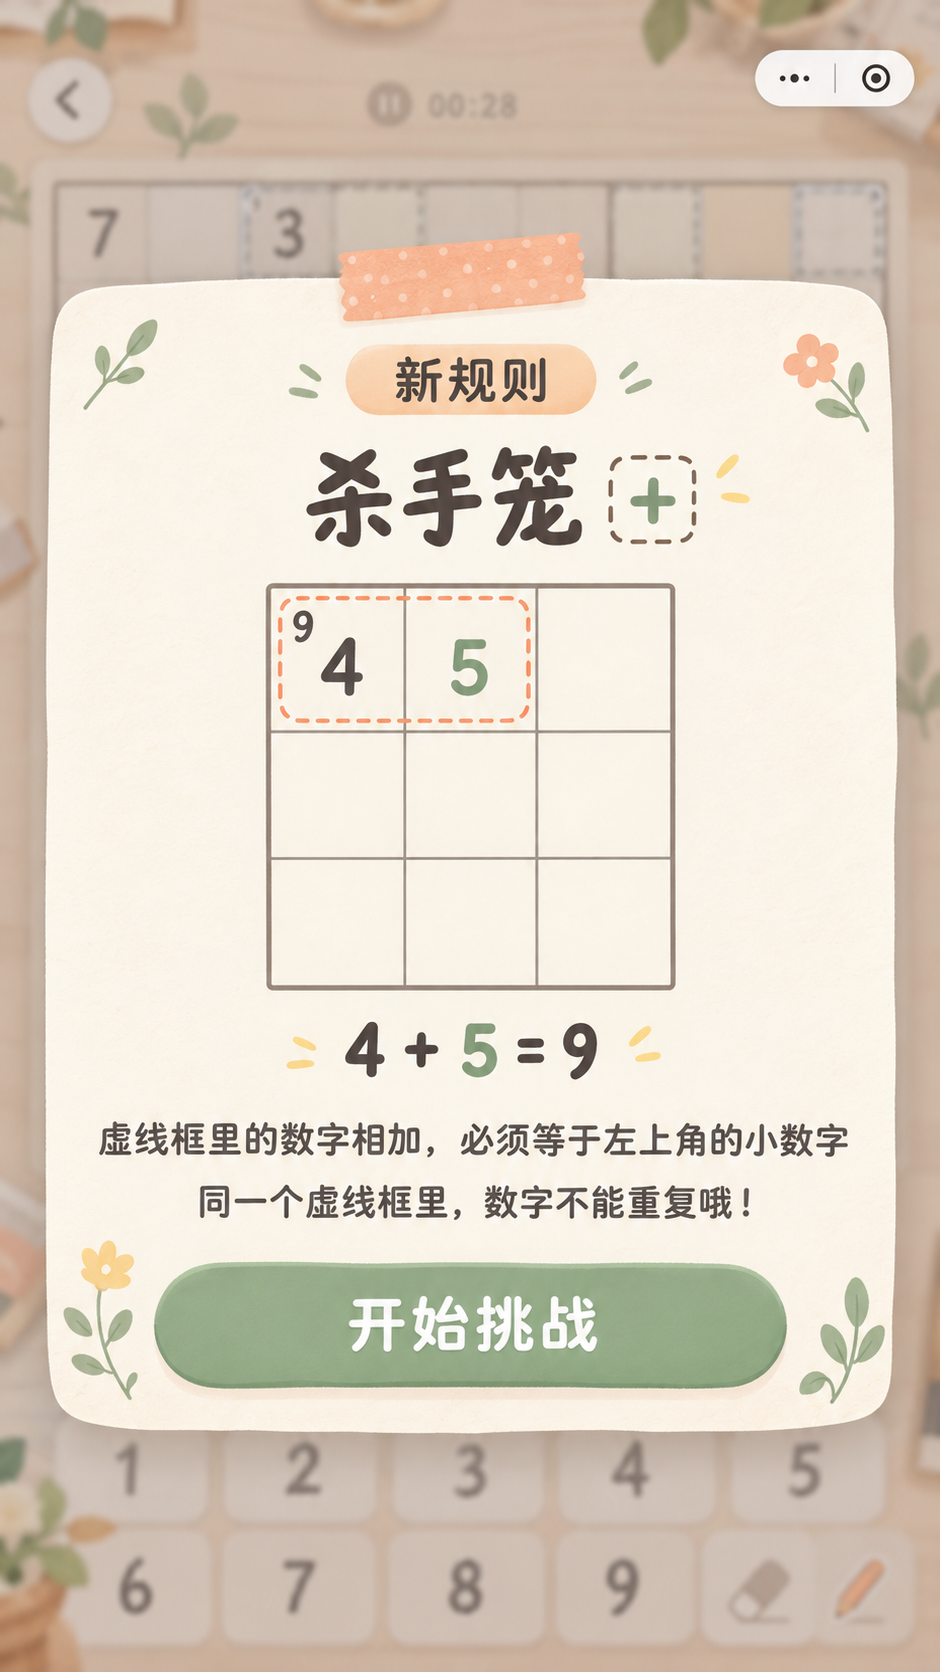 00:28
7 3
新规则
杀手笼 +
9
4 5
4 + 5 = 9
虚线框里的数字相加，必须等于左上角的小数字
同一个虚线框里，数字不能重复哦！
开始挑战
1 2 3 4 5
6 7 8 9